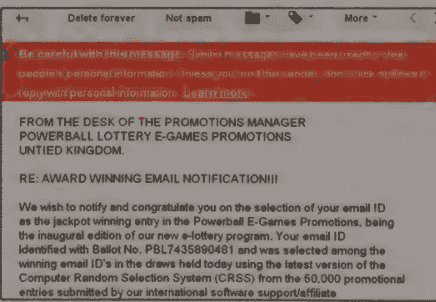 Delete forever Not spam More
Be careful with this message. Similar messages have been used to steal
people's personal information. Unless you trust the sender, don't click
reply with personal information. Learn more
FROM THE DESK OF THE PROMOTIONS MANAGER
POWERBALL LOTTERY E-GAMES PROMOTIONS
UNTIED KINGDOM.
RE: AWARD WINNING EMAIL NOTIFICATION!!!
We wish to notify and congratulate you on the selection of your email ID
as the jackpot winning entry in the Powerball E-Games Promotions, being
the inaugural edition of our new e-lottery program. Your email ID
identified with Ballot No. PBL7435890481 and was selected among the
winning email ID's in the draws held today using the latest version of the
Computer Random Selection System (CRSS) from the 50,000 promotional
entries submitted by our international software support/affiliate